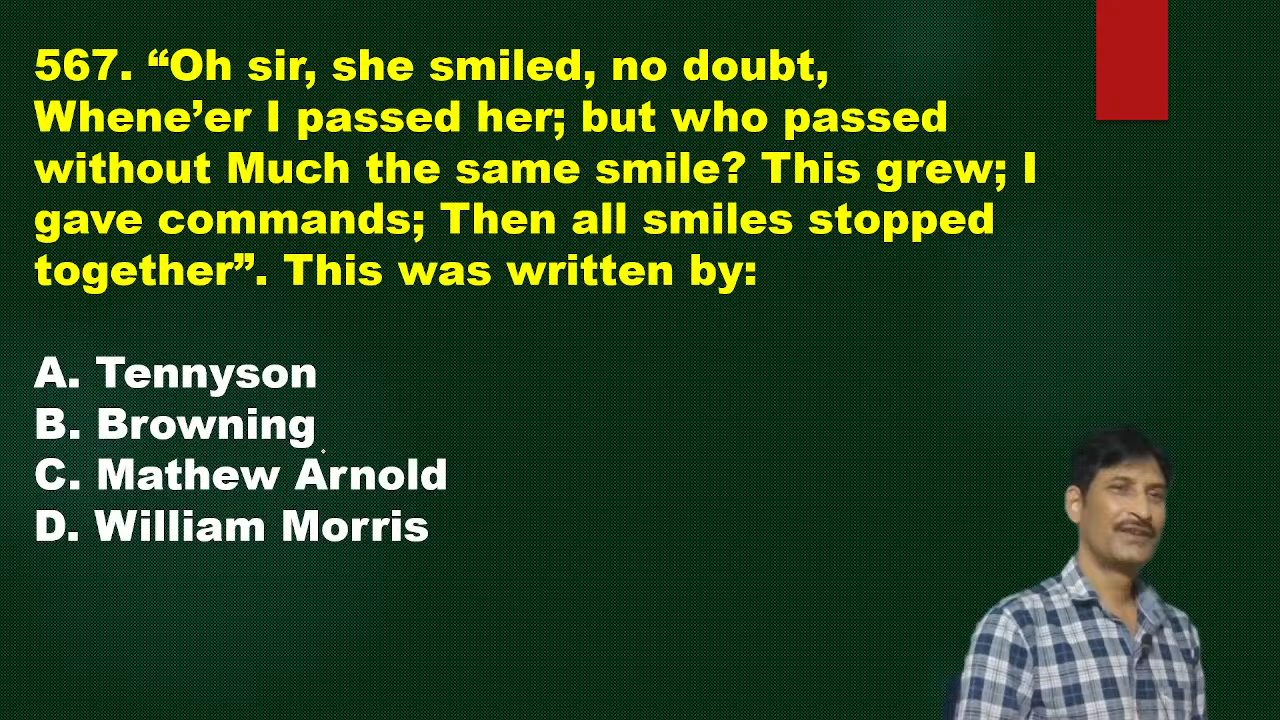 567. “Oh sir, she smiled, no doubt,
Whene’er I passed her; but who passed
without Much the same smile? This grew; I
gave commands; Then all smiles stopped
together”. This was written by:
A. Tennyson
B. Browning
C. Mathew Arnold
D. William Morris